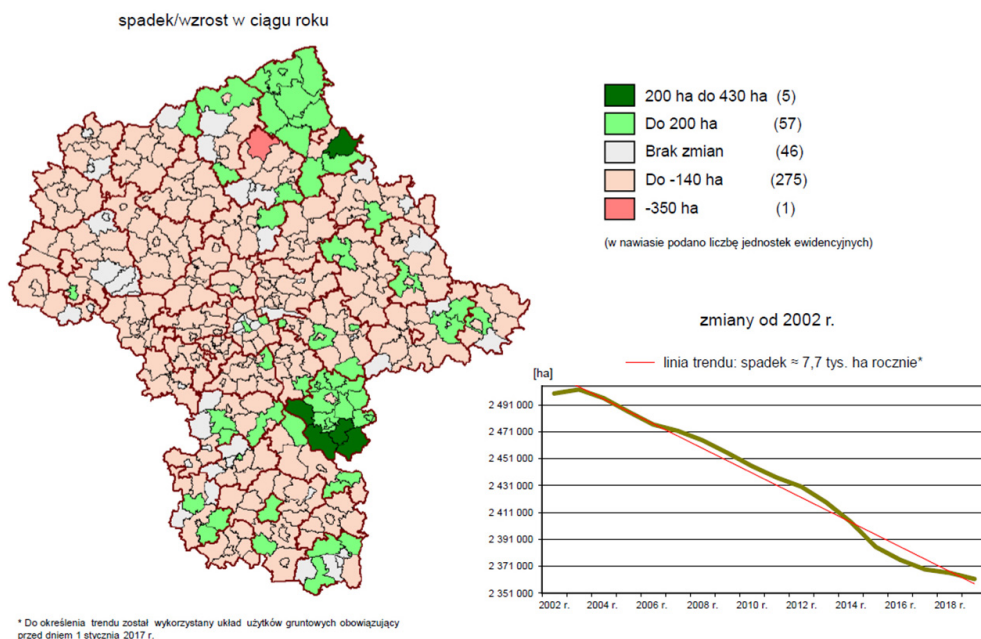 spadek/wzrost w ciągu roku
200 ha do 430 ha (5)
Do 200 ha (57)
Brak zmian (46)
Do -140 ha (275)
-350 ha (1)
(w nawiasie podano liczbę jednostek ewidencyjnych)
zmiany od 2002 r.
linia trendu: spadek ≈ 7,7 tys. ha rocznie*
[ha]
2 491 000
2 471 000
2 451 000
2 431 000
2 411 000
2 391 000
2 371 000
2 351 000
2002 r. 2004 r. 2006 r. 2008 r. 2010 r. 2012 r. 2014 r. 2016 r. 2018 r.
* Do określenia trendu został wykorzystany układ użytków gruntowych obowiązujący
przed dniem 1 stycznia 2017 r.